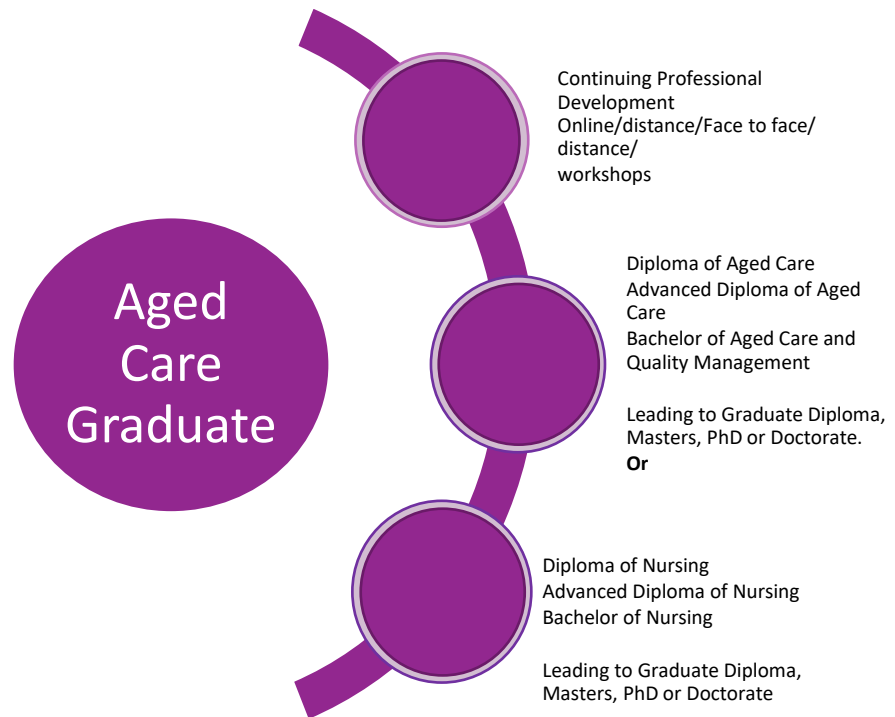 Aged
Care
Graduate
Continuing Professional
Development
Online/distance/Face to face/
distance/
workshops
Diploma of Aged Care
Advanced Diploma of Aged
Care
Bachelor of Aged Care and
Quality Management
Leading to Graduate Diploma,
Masters, PhD or Doctorate.
Or
Diploma of Nursing
Advanced Diploma of Nursing
Bachelor of Nursing
Leading to Graduate Diploma,
Masters, PhD or Doctorate